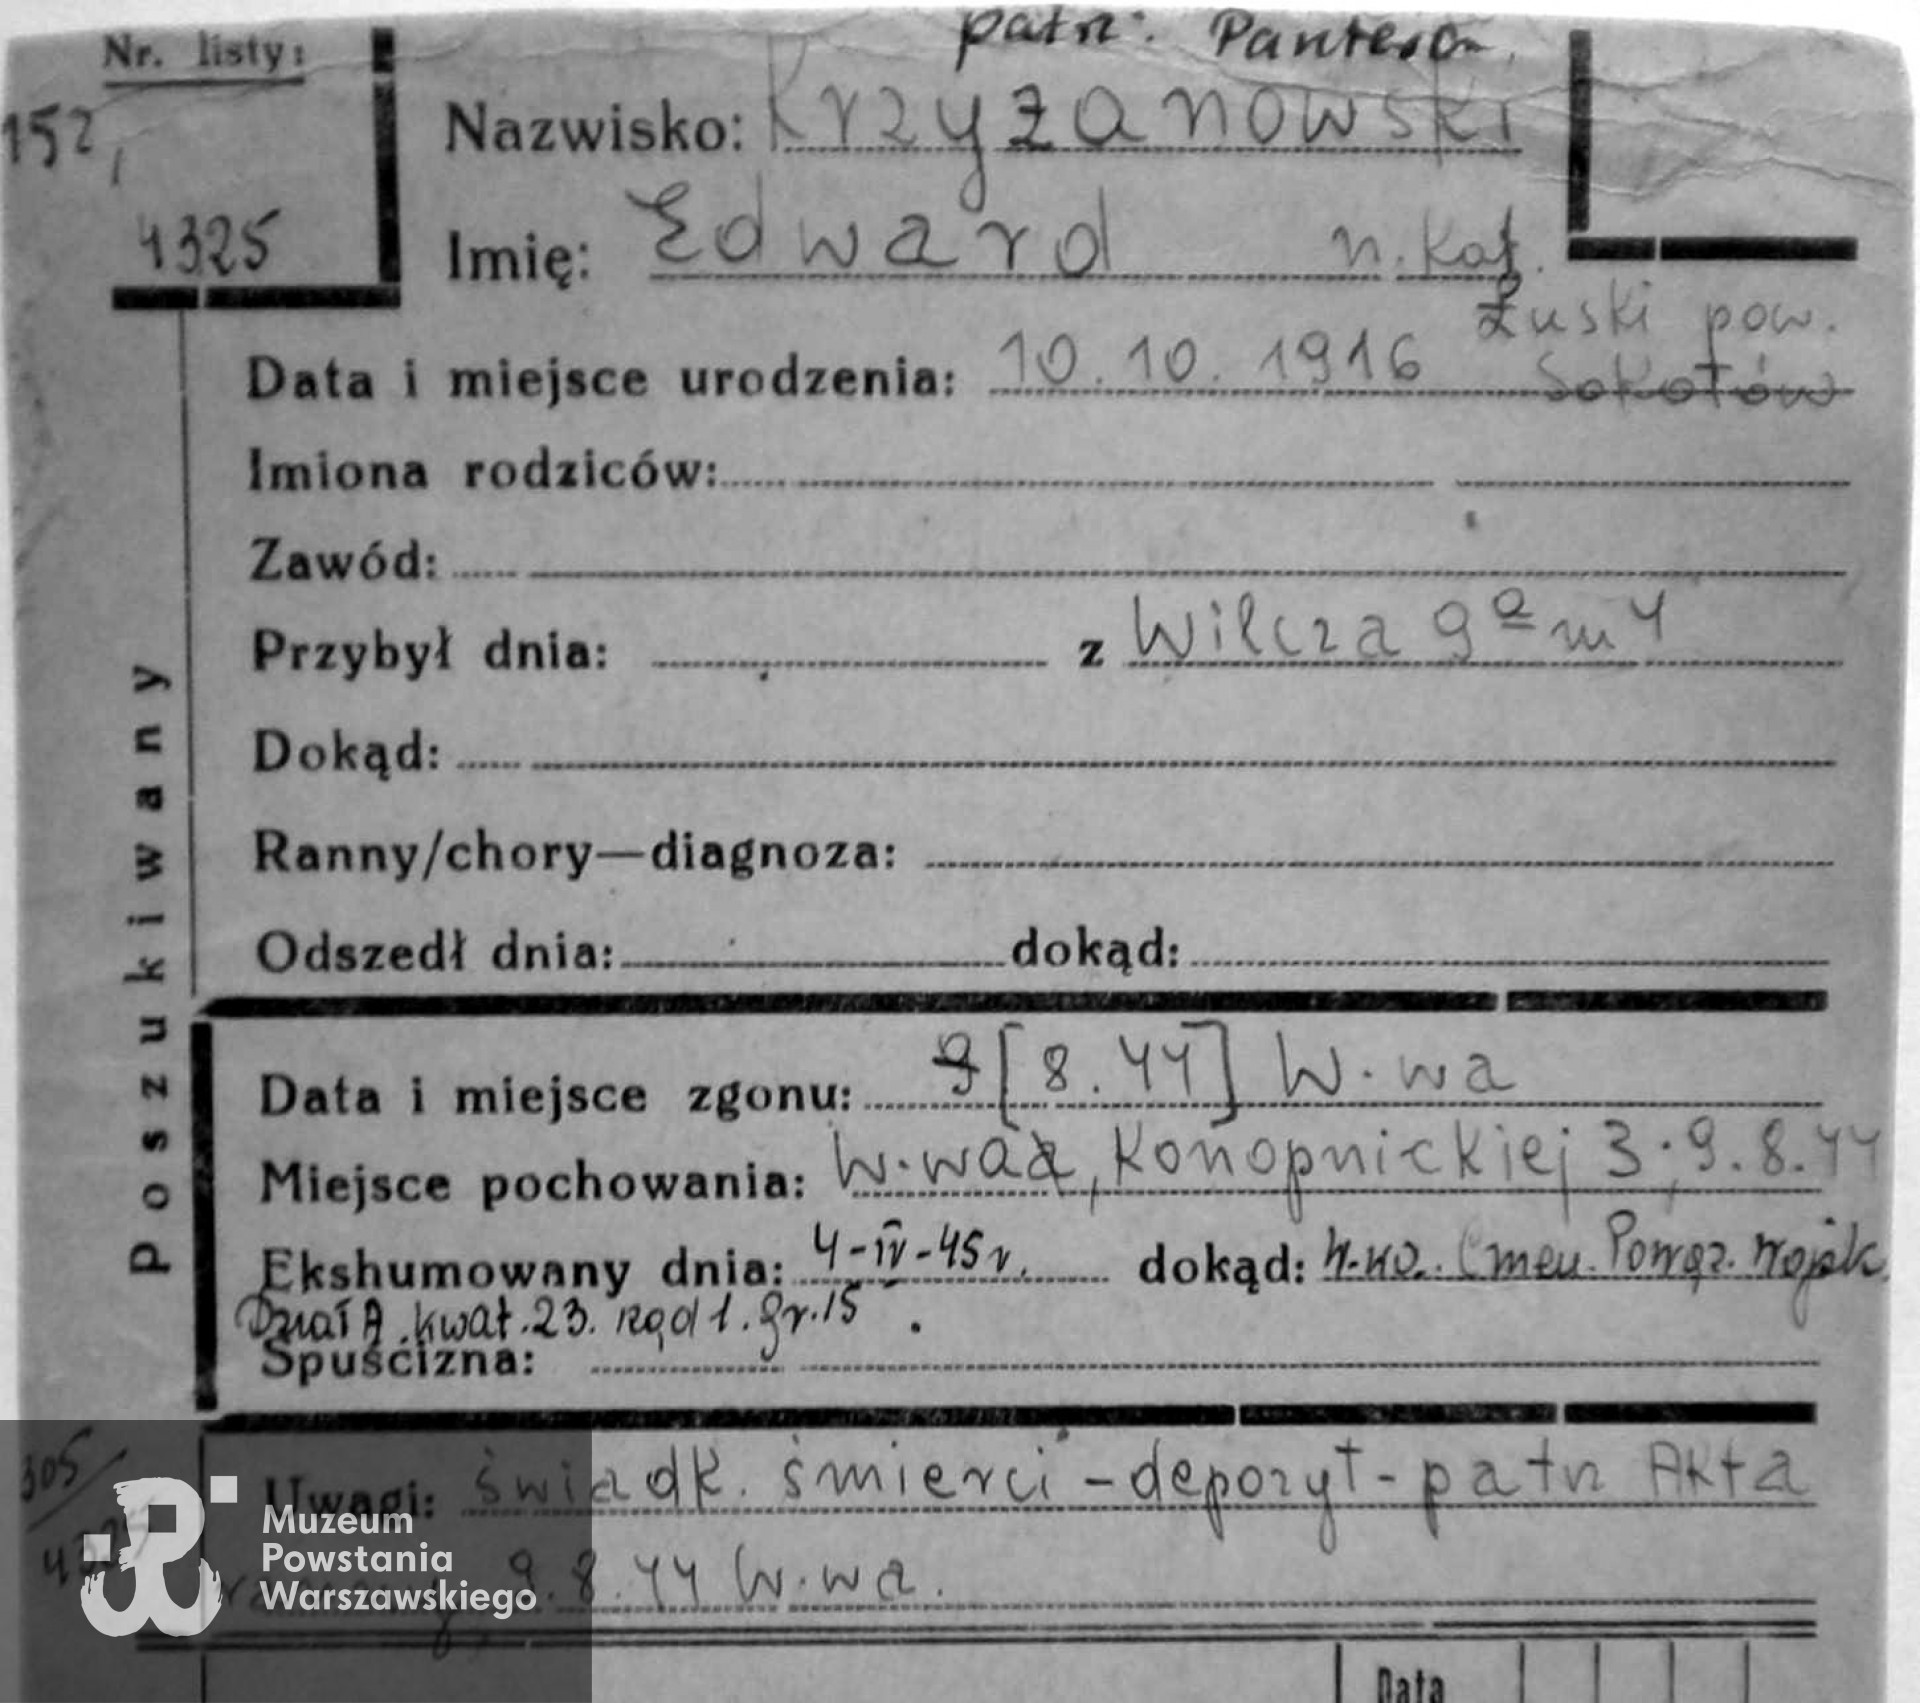 patrz: Pantera
Nr. listy:
152,
Nazwisko: Krzyżanowski
4325
Imię: Edward
Łuski pow.
Data i miejsce urodzenia: 10.10.1916 Sokołów
Imiona rodziców:
Zawód:
Przybył dnia: z Wilcza 9a m 4
Dokąd:
Ranny/chory—diagnoza:
Odszedł dnia: dokąd:
Poszukiwany
Data i miejsce zgonu: 9 [8.44] W-wa
Miejsce pochowania: W-wa, Konopnickiej 3; 9.8.44
Ekshumowany dnia: 4-IV-45 r. dokąd: W-wa. Cmen. Powąz. Wojsk.
Dział A. kwat. 23. rząd 1. gr. 15.
Spuścizna:
305/
Uwagi: świadk. śmierci - depozyt - patrz Akta
9.8.44 W-wa.
Muzeum
Powstania
Warszawskiego
Data